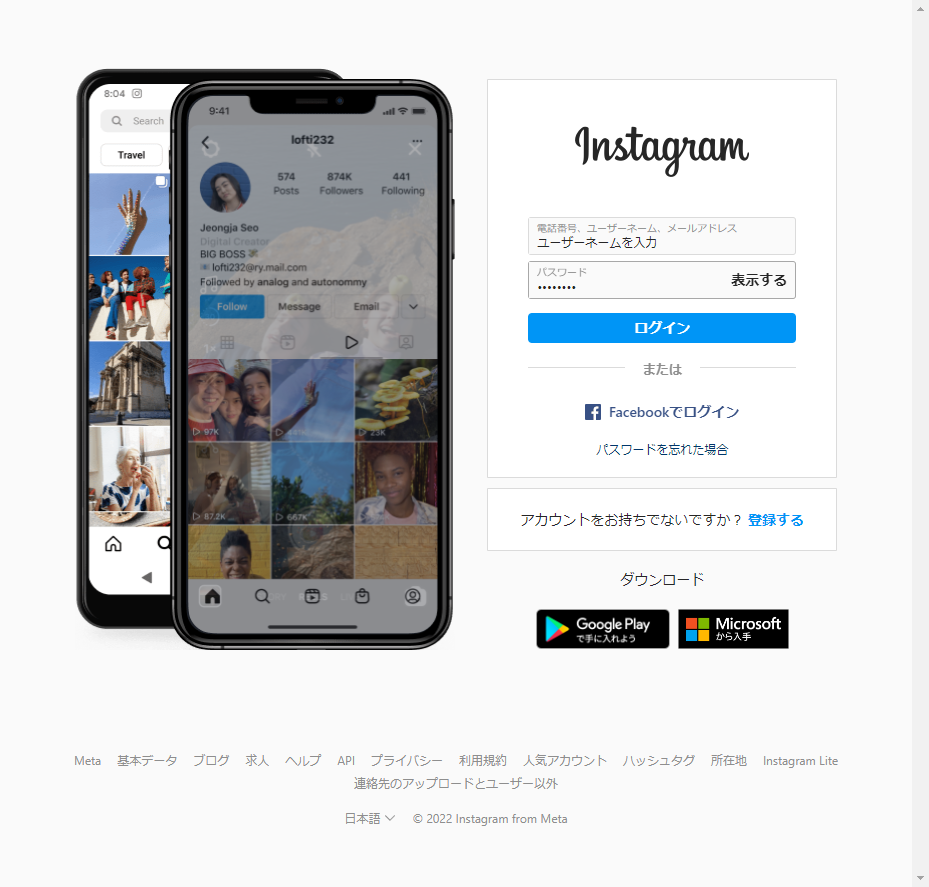 8:04
Search
Travel
9:41
lofti232
574
874K
441
Posts
Followers
Following
Jeongja Seo
Digital Creator
BIG BOSS
lofti232@ry.mail.com
Followed by analog and autonommy
Follow
Message
Email
97K
23K
87.2K
667K
Instagram
電話番号、ユーザーネーム、メールアドレス
ユーザーネームを入力
パスワード
••••••••
表示する
ログイン
または
Facebookでログイン
パスワードを忘れた場合
アカウントをお持ちでないですか？ 登録する
ダウンロード
Google Play
で手に入れよう
Microsoft
から入手
Meta 基本データ ブログ 求人 ヘルプ API プライバシー 利用規約 人気アカウント ハッシュタグ 所在地 Instagram Lite
連絡先のアップロードとユーザー以外
日本語 © 2022 Instagram from Meta